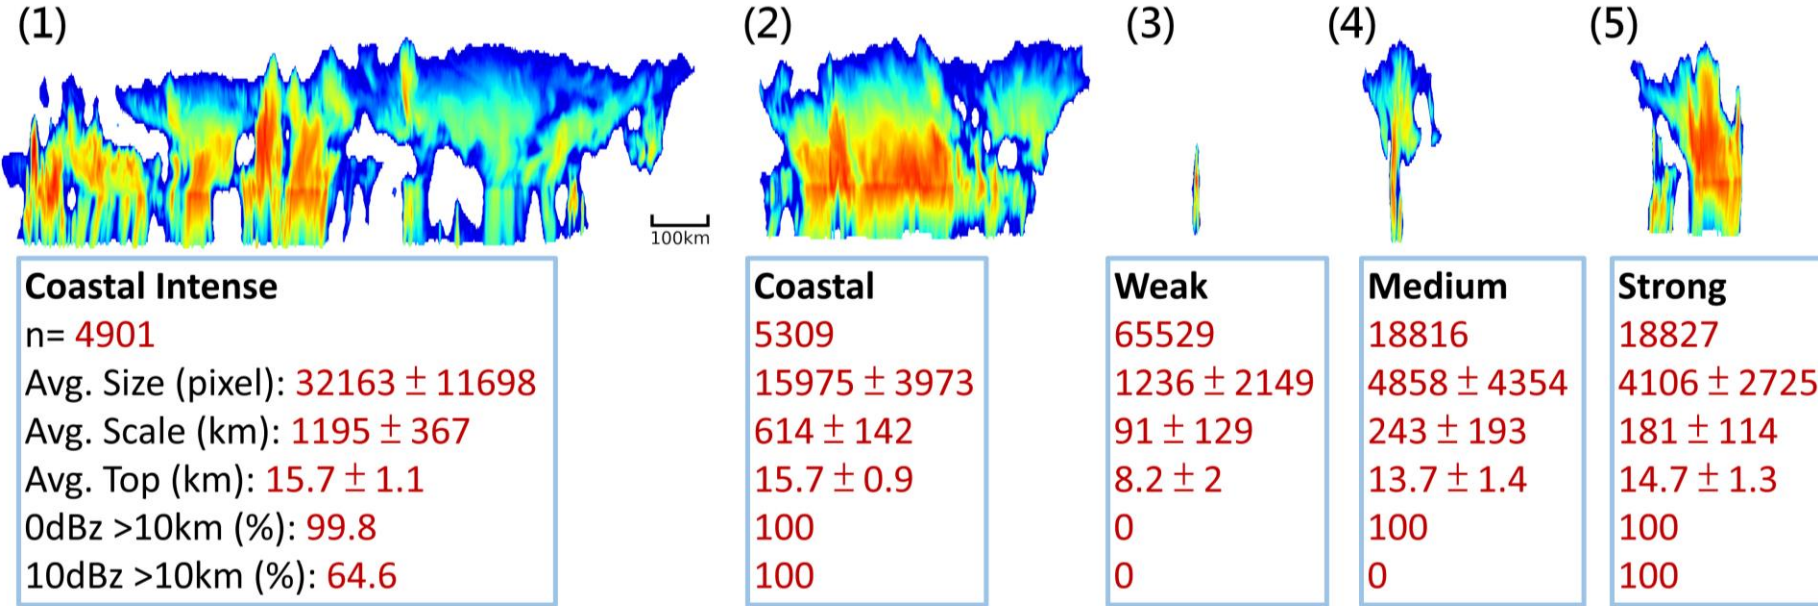 (1)
(2)
(3)
(4)
(5)
100km
Coastal Intense
n= 4901
Avg. Size (pixel): 32163 ± 11698
Avg. Scale (km): 1195 ± 367
Avg. Top (km): 15.7 ± 1.1
0dBz >10km (%): 99.8
10dBz >10km (%): 64.6
Coastal
5309
15975 ± 3973
614 ± 142
15.7 ± 0.9
100
100
Weak
65529
1236 ± 2149
91 ± 129
8.2 ± 2
0
0
Medium
18816
4858 ± 4354
243 ± 193
13.7 ± 1.4
100
0
Strong
18827
4106 ± 2725
181 ± 114
14.7 ± 1.3
100
100